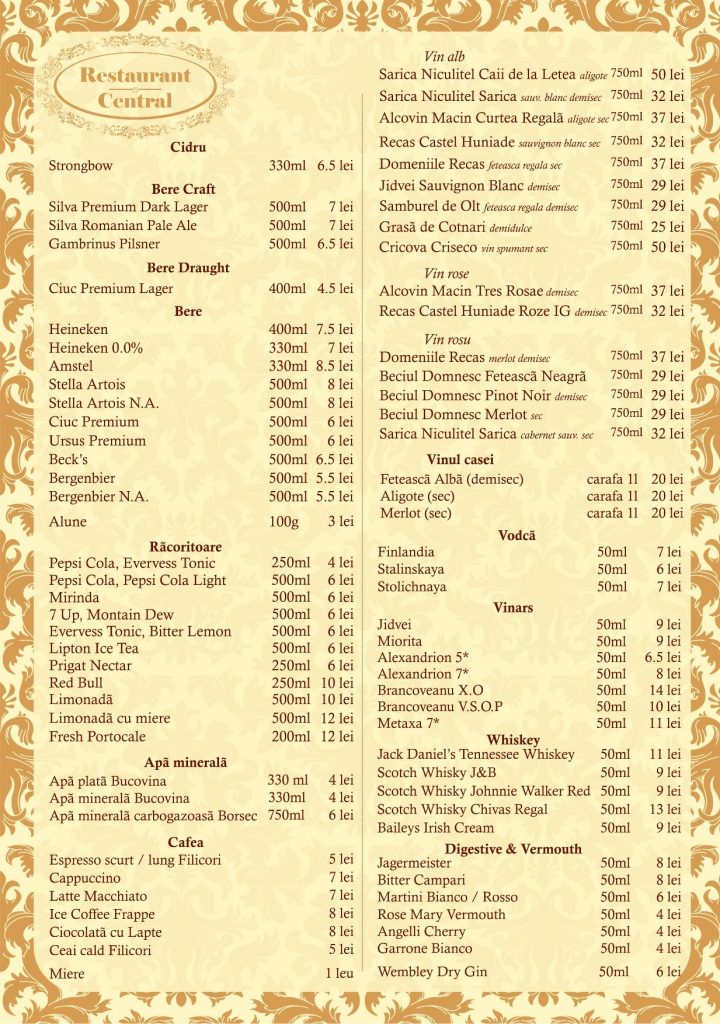 Restaurant
Central
Cidru
Strongbow 330ml 6.5 lei
Bere Craft
Silva Premium Dark Lager 500ml 7 lei
Silva Romanian Pale Ale 500ml 7 lei
Gambrinus Pilsner 500ml 6.5 lei
Bere Draught
Ciuc Premium Lager 400ml 4.5 lei
Bere
Heineken 400ml 7.5 lei
Heineken 0.0% 330ml 7 lei
Amstel 330ml 8.5 lei
Stella Artois 500ml 8 lei
Stella Artois N.A. 500ml 8 lei
Ciuc Premium 500ml 6 lei
Ursus Premium 500ml 6 lei
Beck's 500ml 6.5 lei
Bergenbier 500ml 5.5 lei
Bergenbier N.A. 500ml 5.5 lei
Alune 100g 3 lei
Rãcoritoare
Pepsi Cola, Evervess Tonic 250ml 4 lei
Pepsi Cola, Pepsi Cola Light 500ml 6 lei
Mirinda 500ml 6 lei
7 Up, Montain Dew 500ml 6 lei
Evervess Tonic, Bitter Lemon 500ml 6 lei
Lipton Ice Tea 500ml 6 lei
Prigat Nectar 250ml 6 lei
Red Bull 250ml 10 lei
Limonadã 500ml 10 lei
Limonadã cu miere 500ml 12 lei
Fresh Portocale 200ml 12 lei
Apã mineralã
Apã platã Bucovina 330 ml 4 lei
Apã mineralã Bucovina 330ml 4 lei
Apã mineralã carbogazoasã Borsec 750ml 6 lei
Cafea
Espresso scurt / lung Filicori 5 lei
Cappuccino 7 lei
Latte Macchiato 7 lei
Ice Coffee Frappe 8 lei
Ciocolatã cu Lapte 8 lei
Ceai cald Filicori 5 lei
Miere 1 leu
Vin alb
Sarica Niculitel Caii de la Letea aligote 750ml 50 lei
Sarica Niculitel Sarica sauv. blanc demisec 750ml 32 lei
Alcovin Macin Curtea Regalã aligote sec 750ml 37 lei
Recas Castel Huniade sauvignon blanc sec 750ml 32 lei
Domeniile Recas feteasca regala sec 750ml 37 lei
Jidvei Sauvignon Blanc demisec 750ml 29 lei
Samburel de Olt feteasca regala demisec 750ml 29 lei
Grasã de Cotnari demidulce 750ml 25 lei
Cricova Criseco vin spumant sec 750ml 50 lei
Vin rose
Alcovin Macin Tres Rosae demisec 750ml 37 lei
Recas Castel Huniade Roze IG demisec 750ml 32 lei
Vin rosu
Domeniile Recas merlot demisec 750ml 37 lei
Beciul Domnesc Feteascã Neagrã 750ml 29 lei
Beciul Domnesc Pinot Noir demisec 750ml 29 lei
Beciul Domnesc Merlot sec 750ml 29 lei
Sarica Niculitel Sarica cabernet sauv. sec 750ml 32 lei
Vinul casei
Feteascã Albã (demisec) carafa 1l 20 lei
Aligote (sec) carafa 1l 20 lei
Merlot (sec) carafa 1l 20 lei
Vodcã
Finlandia 50ml 7 lei
Stalinskaya 50ml 6 lei
Stolichnaya 50ml 7 lei
Vinars
Jidvei 50ml 9 lei
Miorita 50ml 9 lei
Alexandrion 5* 50ml 6.5 lei
Alexandrion 7* 50ml 8 lei
Brancoveanu X.O 50ml 14 lei
Brancoveanu V.S.O.P 50ml 10 lei
Metaxa 7* 50ml 11 lei
Whiskey
Jack Daniel's Tennessee Whiskey 50ml 11 lei
Scotch Whisky J&B 50ml 9 lei
Scotch Whisky Johnnie Walker Red 50ml 9 lei
Scotch Whisky Chivas Regal 50ml 13 lei
Baileys Irish Cream 50ml 9 lei
Digestive & Vermouth
Jagermeister 50ml 8 lei
Bitter Campari 50ml 8 lei
Martini Bianco / Rosso 50ml 6 lei
Rose Mary Vermouth 50ml 4 lei
Angelli Cherry 50ml 4 lei
Garrone Bianco 50ml 4 lei
Wembley Dry Gin 50ml 6 lei